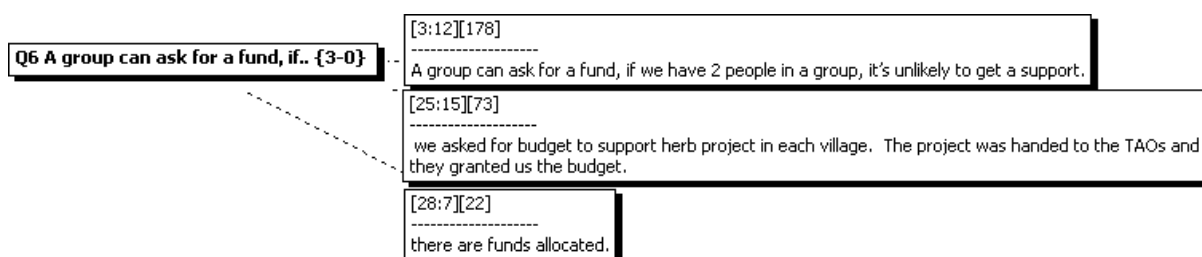 Q6 A group can ask for a fund, if.. {3-0}
[3:12][178]
--------------------
A group can ask for a fund, if we have 2 people in a group, it's unlikely to get a support.
[25:15][73]
--------------------
we asked for budget to support herb project in each village.  The project was handed to the TAOs and
they granted us the budget.
[28:7][22]
--------------------
there are funds allocated.